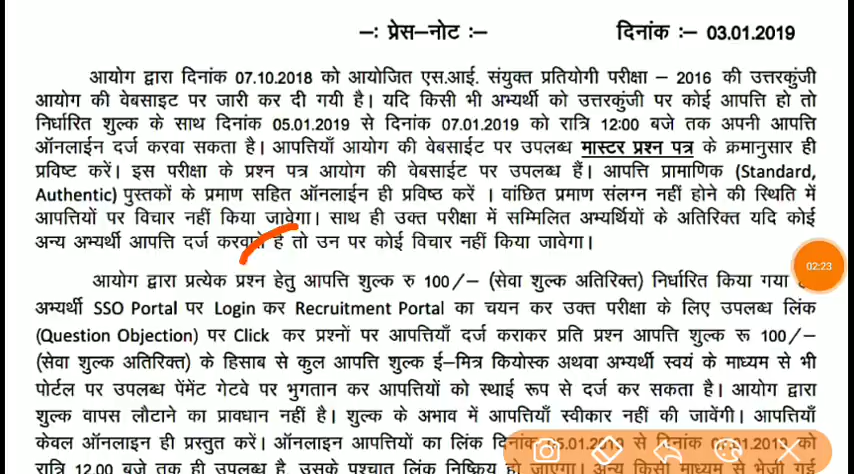 –: प्रेस–नोट :– दिनांक :– 03.01.2019
आयोग द्वारा दिनांक 07.10.2018 को आयोजित एस.आई. संयुक्त प्रतियोगी परीक्षा – 2016 की उत्तरकुंजी
आयोग की वेबसाइट पर जारी कर दी गयी है। यदि किसी भी अभ्यर्थी को उत्तरकुंजी पर कोई आपत्ति हो तो
निर्धारित शुल्क के साथ दिनांक 05.01.2019 से दिनांक 07.01.2019 को रात्रि 12:00 बजे तक अपनी आपत्ति
ऑनलाईन दर्ज करवा सकता है। आपत्तियाँ आयोग की वेबसाईट पर उपलब्ध मास्टर प्रश्न पत्र के क्रमानुसार ही
प्रविष्ट करें। इस परीक्षा के प्रश्न पत्र आयोग की वेबसाईट पर उपलब्ध हैं। आपत्ति प्रामाणिक (Standard,
Authentic) पुस्तकों के प्रमाण सहित ऑनलाईन ही प्रविष्ठ करें । वांछित प्रमाण संलग्न नहीं होने की स्थिति में
आपत्तियों पर विचार नहीं किया जावेगा। साथ ही उक्त परीक्षा में सम्मिलित अभ्यर्थियों के अतिरिक्त यदि कोई
अन्य अभ्यर्थी आपत्ति दर्ज है तो उन पर कोई विचार नहीं किया जावेगा।
02:23
आयोग द्वारा प्रत्येक प्रश्न हेतु आपत्ति शुल्क रु 100/– (सेवा शुल्क अतिरिक्त) निर्धारित किया गया
अभ्यर्थी SSO Portal पर Login कर Recruitment Portal का चयन कर उक्त परीक्षा के लिए उपलब्ध लिंक
(Question Objection) पर Click कर प्रश्नों पर आपत्तियाँ दर्ज कराकर प्रति प्रश्न आपत्ति शुल्क रू 100/–
(सेवा शुल्क अतिरिक्त) के हिसाब से कुल आपत्ति शुल्क ई–मित्र कियोस्क अथवा अभ्यर्थी स्वयं के माध्यम से भी
पोर्टल पर उपलब्ध पेंमेंट गेटवे पर भुगतान कर आपत्तियों को स्थाई रूप से दर्ज कर सकता है। आयोग द्वारा
शुल्क वापस लौटाने का प्रावधान नहीं है। शुल्क के अभाव में आपत्तियाँ स्वीकार नहीं की जावेंगी। आपत्तियाँ
केवल ऑनलाइन ही प्रस्तुत करें। ऑनलाइन आपत्तियों का लिंक दिनांक 05.01.2019 से दिनांक 07.01.2019 को
रात्रि 12.00 बजे तक ही उपलब्ध है, उसके पश्चात लिंक निष्क्रिय हो जाएगा। अन्य किसी माध्यम से भेजी गई